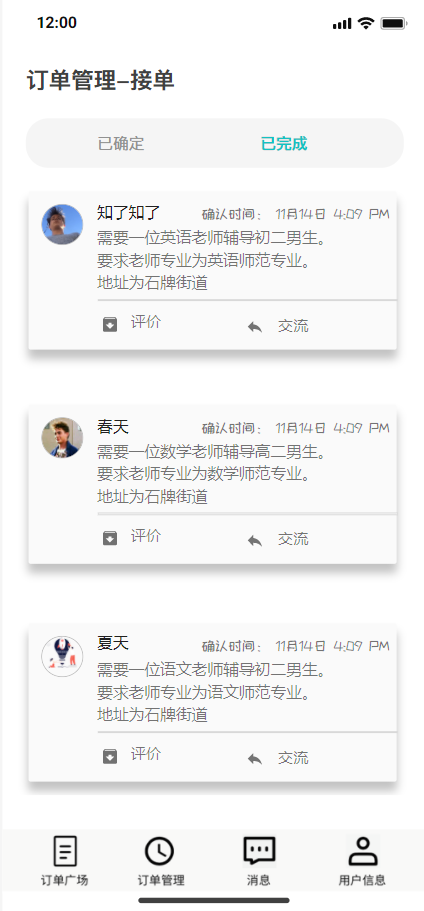 12:00
订单管理-接单
已确定 已完成
知了知了 确认时间： 11月14日 4:09 PM
需要一位英语老师辅导初二男生。
要求老师专业为英语师范专业。
地址为石牌街道
评价 交流
春天 确认时间： 11月14日 4:09 PM
需要一位数学老师辅导高二男生。
要求老师专业为数学师范专业。
地址为石牌街道
评价 交流
夏天 确认时间： 11月14日 4:09 PM
需要一位语文老师辅导初二男生。
要求老师专业为语文师范专业。
地址为石牌街道
评价 交流
订单广场 订单管理 消息 用户信息